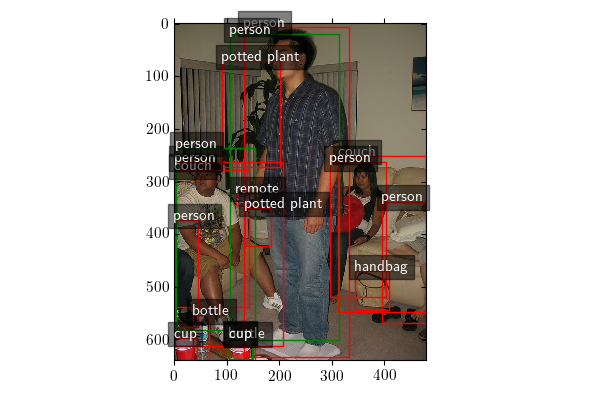 0
100
200
300
400
500
600
0
100
200
300
400
person
person
potted plant
person
person
couch
couch
person
remote
potted plant
person
person
handbag
bottle
cup
cup